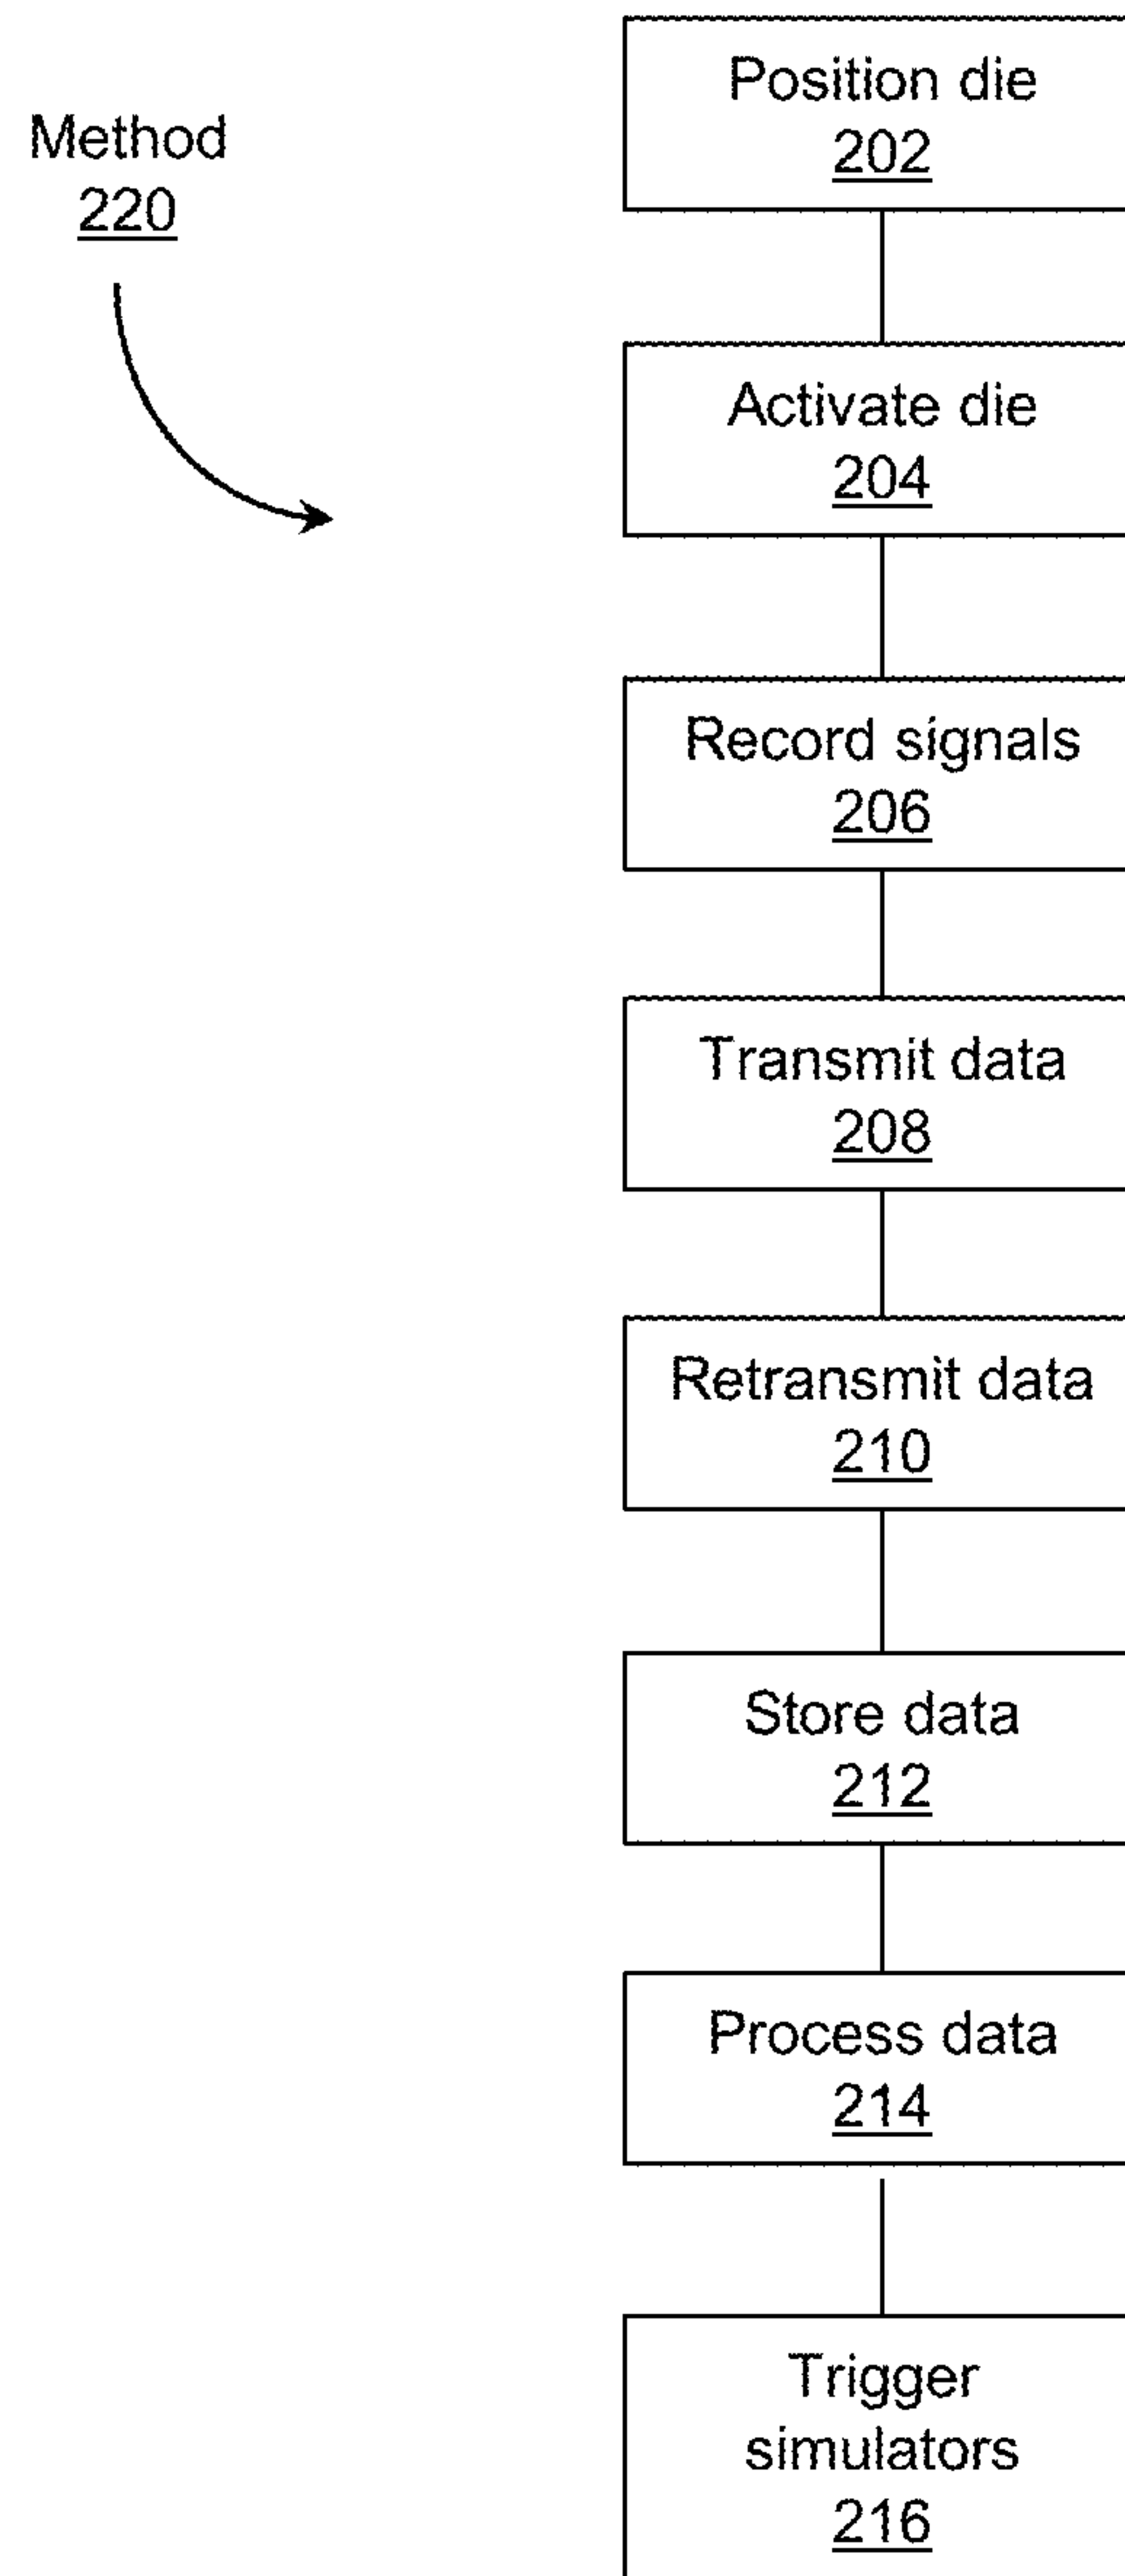 Method
220
Position die
202
Activate die
204
Record signals
206
Transmit data
208
Retransmit data
210
Store data
212
Process data
214
Trigger
simulators
216